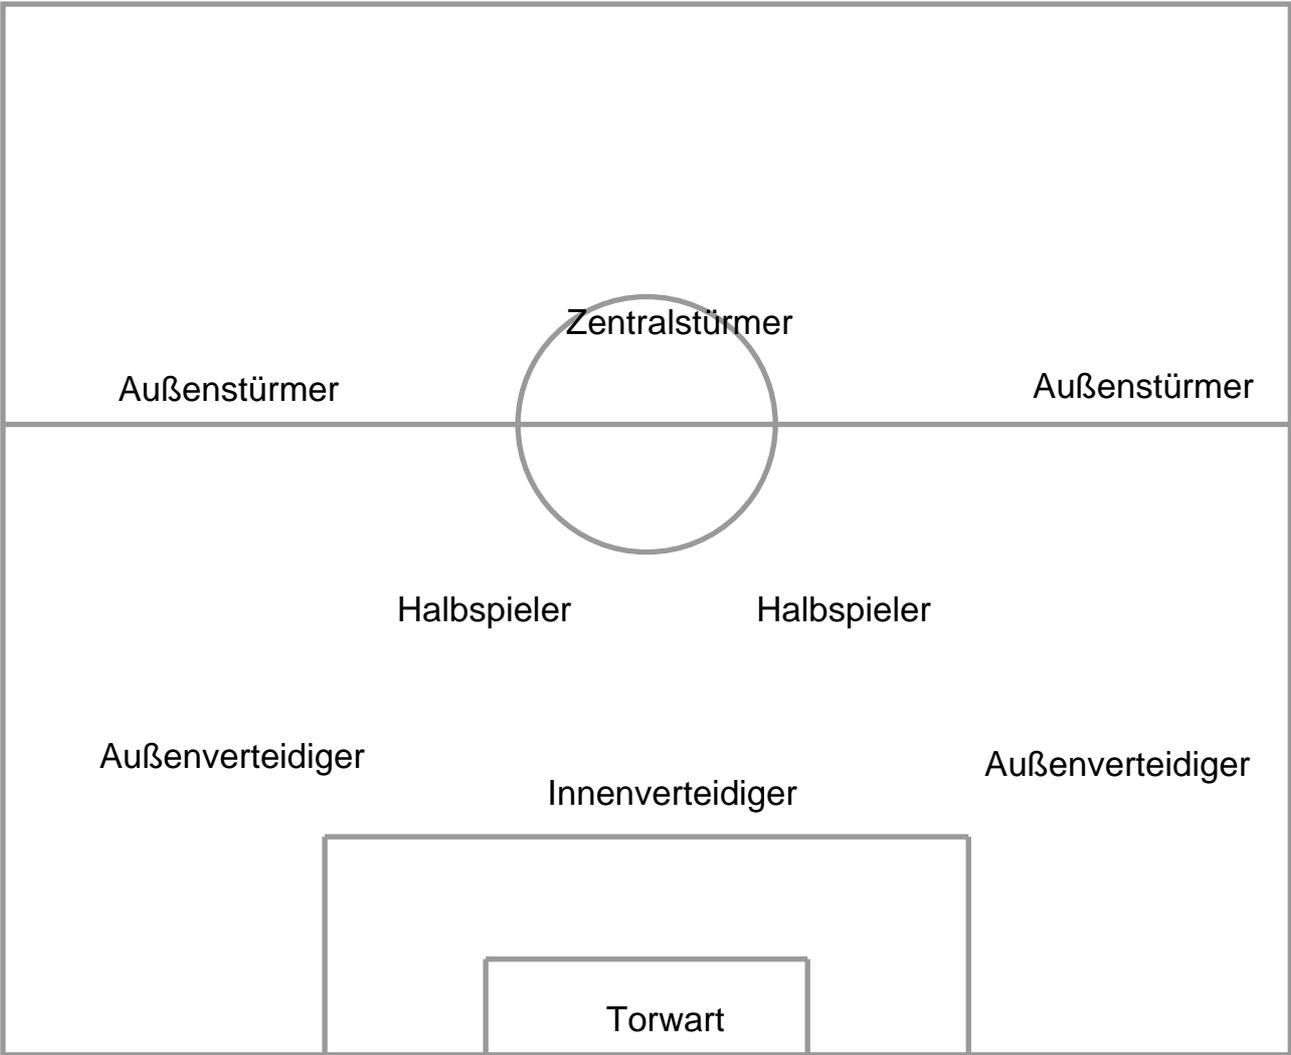 Zentralstürmer
Außenstürmer
Außenstürmer
Halbspieler
Halbspieler
Außenverteidiger
Außenverteidiger
Innenverteidiger
Torwart